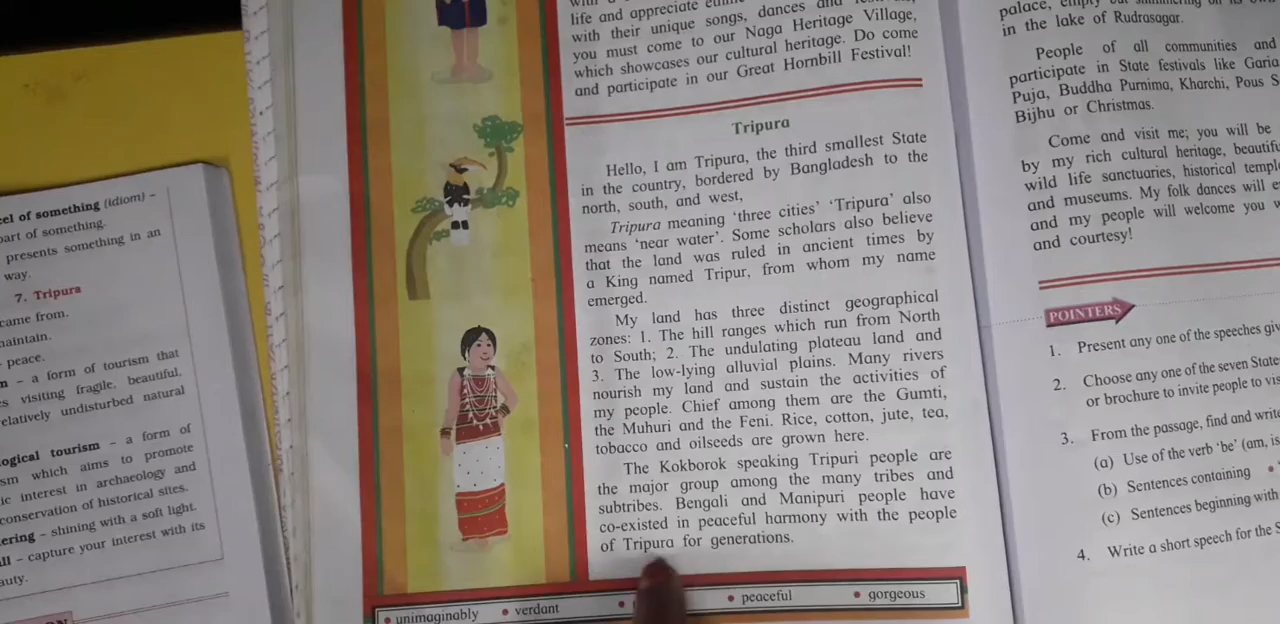 cel of something (idiom) –
part of something.
presents something in an
way.
7. Tripura
came from.
maintain.
peace.
– a form of tourism that
visiting fragile, beautiful,
relatively undisturbed natural
logical tourism – a form of
sm which aims to promote
interest in archaeology and
conservation of historical sites.
ering – shining with a soft light.
– capture your interest with its
life and appreciate
with their unique songs, dances and
you must come to our Naga Heritage Village,
which showcases our cultural heritage. Do come
and participate in our Great Hornbill Festival!
Tripura
Hello, I am Tripura, the third smallest State
in the country, bordered by Bangladesh to the
north, south, and west,
Tripura meaning 'three cities' 'Tripura' also
means 'near water'. Some scholars also believe
that the land was ruled in ancient times by
a King named Tripur, from whom my name
emerged.
My land has three distinct geographical
zones: 1. The hill ranges which run from North
to South; 2. The undulating plateau land and
3. The low-lying alluvial plains. Many rivers
nourish my land and sustain the activities of
my people. Chief among them are the Gumti,
the Muhuri and the Feni. Rice, cotton, jute, tea,
tobacco and oilseeds are grown here.
The Kokborok speaking Tripuri people are
the major group among the many tribes and
subtribes. Bengali and Manipuri people have
co-existed in peaceful harmony with the people
of Tripura for generations.
• unimaginably • verdant • • peaceful • gorgeous
palace, empty but shimmering on its own
in the lake of Rudrasagar.
People of all communities and
participate in State festivals like Garia
Puja, Buddha Purnima, Kharchi, Pous S
Bijhu or Christmas.
Come and visit me; you will be
by my rich cultural heritage, beautifu
wild life sanctuaries, historical temple
and museums. My folk dances will e
and my people will welcome you w
and courtesy!
POINTERS
1. Present any one of the speeches giv
2. Choose any one of the seven State
or brochure to invite people to vis
3. From the passage, find and write
(a) Use of the verb 'be' (am, is
(b) Sentences containing
(c) Sentences beginning with
4. Write a short speech for the S